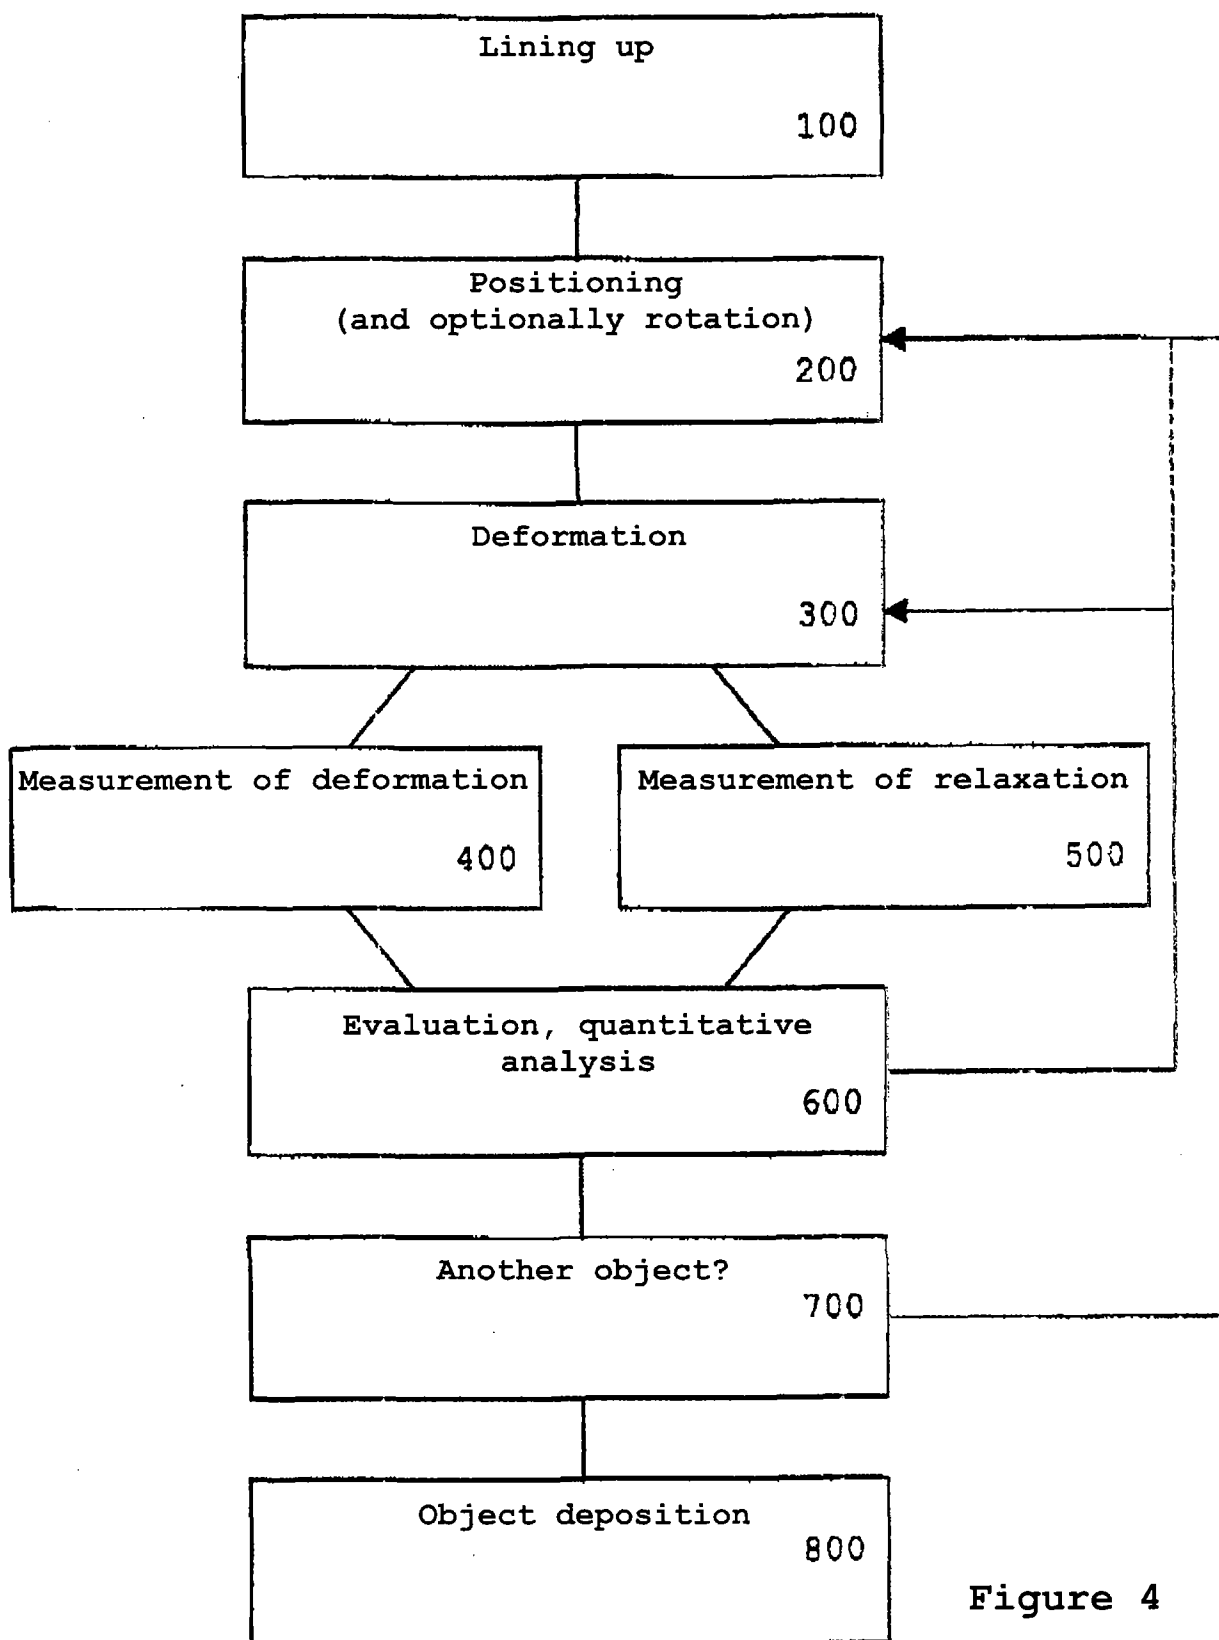 Lining up
100
Positioning
(and optionally rotation)
200
Deformation
300
Measurement of deformation
400
Measurement of relaxation
500
Evaluation, quantitative
analysis
600
Another object?
700
Object deposition
800
Figure 4